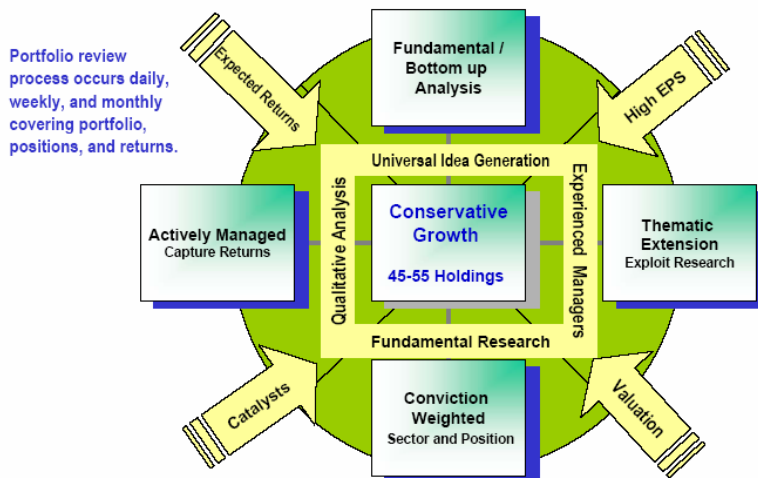 Portfolio review
process occurs daily,
weekly, and monthly
covering portfolio,
positions, and returns.
Expected Returns
Fundamental /
Bottom up
Analysis
High EPS
Universal Idea Generation
Qualitative Analysis
Experienced Managers
Actively Managed
Capture Returns
Conservative
Growth
45-55 Holdings
Thematic
Extension
Exploit Research
Fundamental Research
Catalysts
Conviction
Weighted
Sector and Position
Valuation